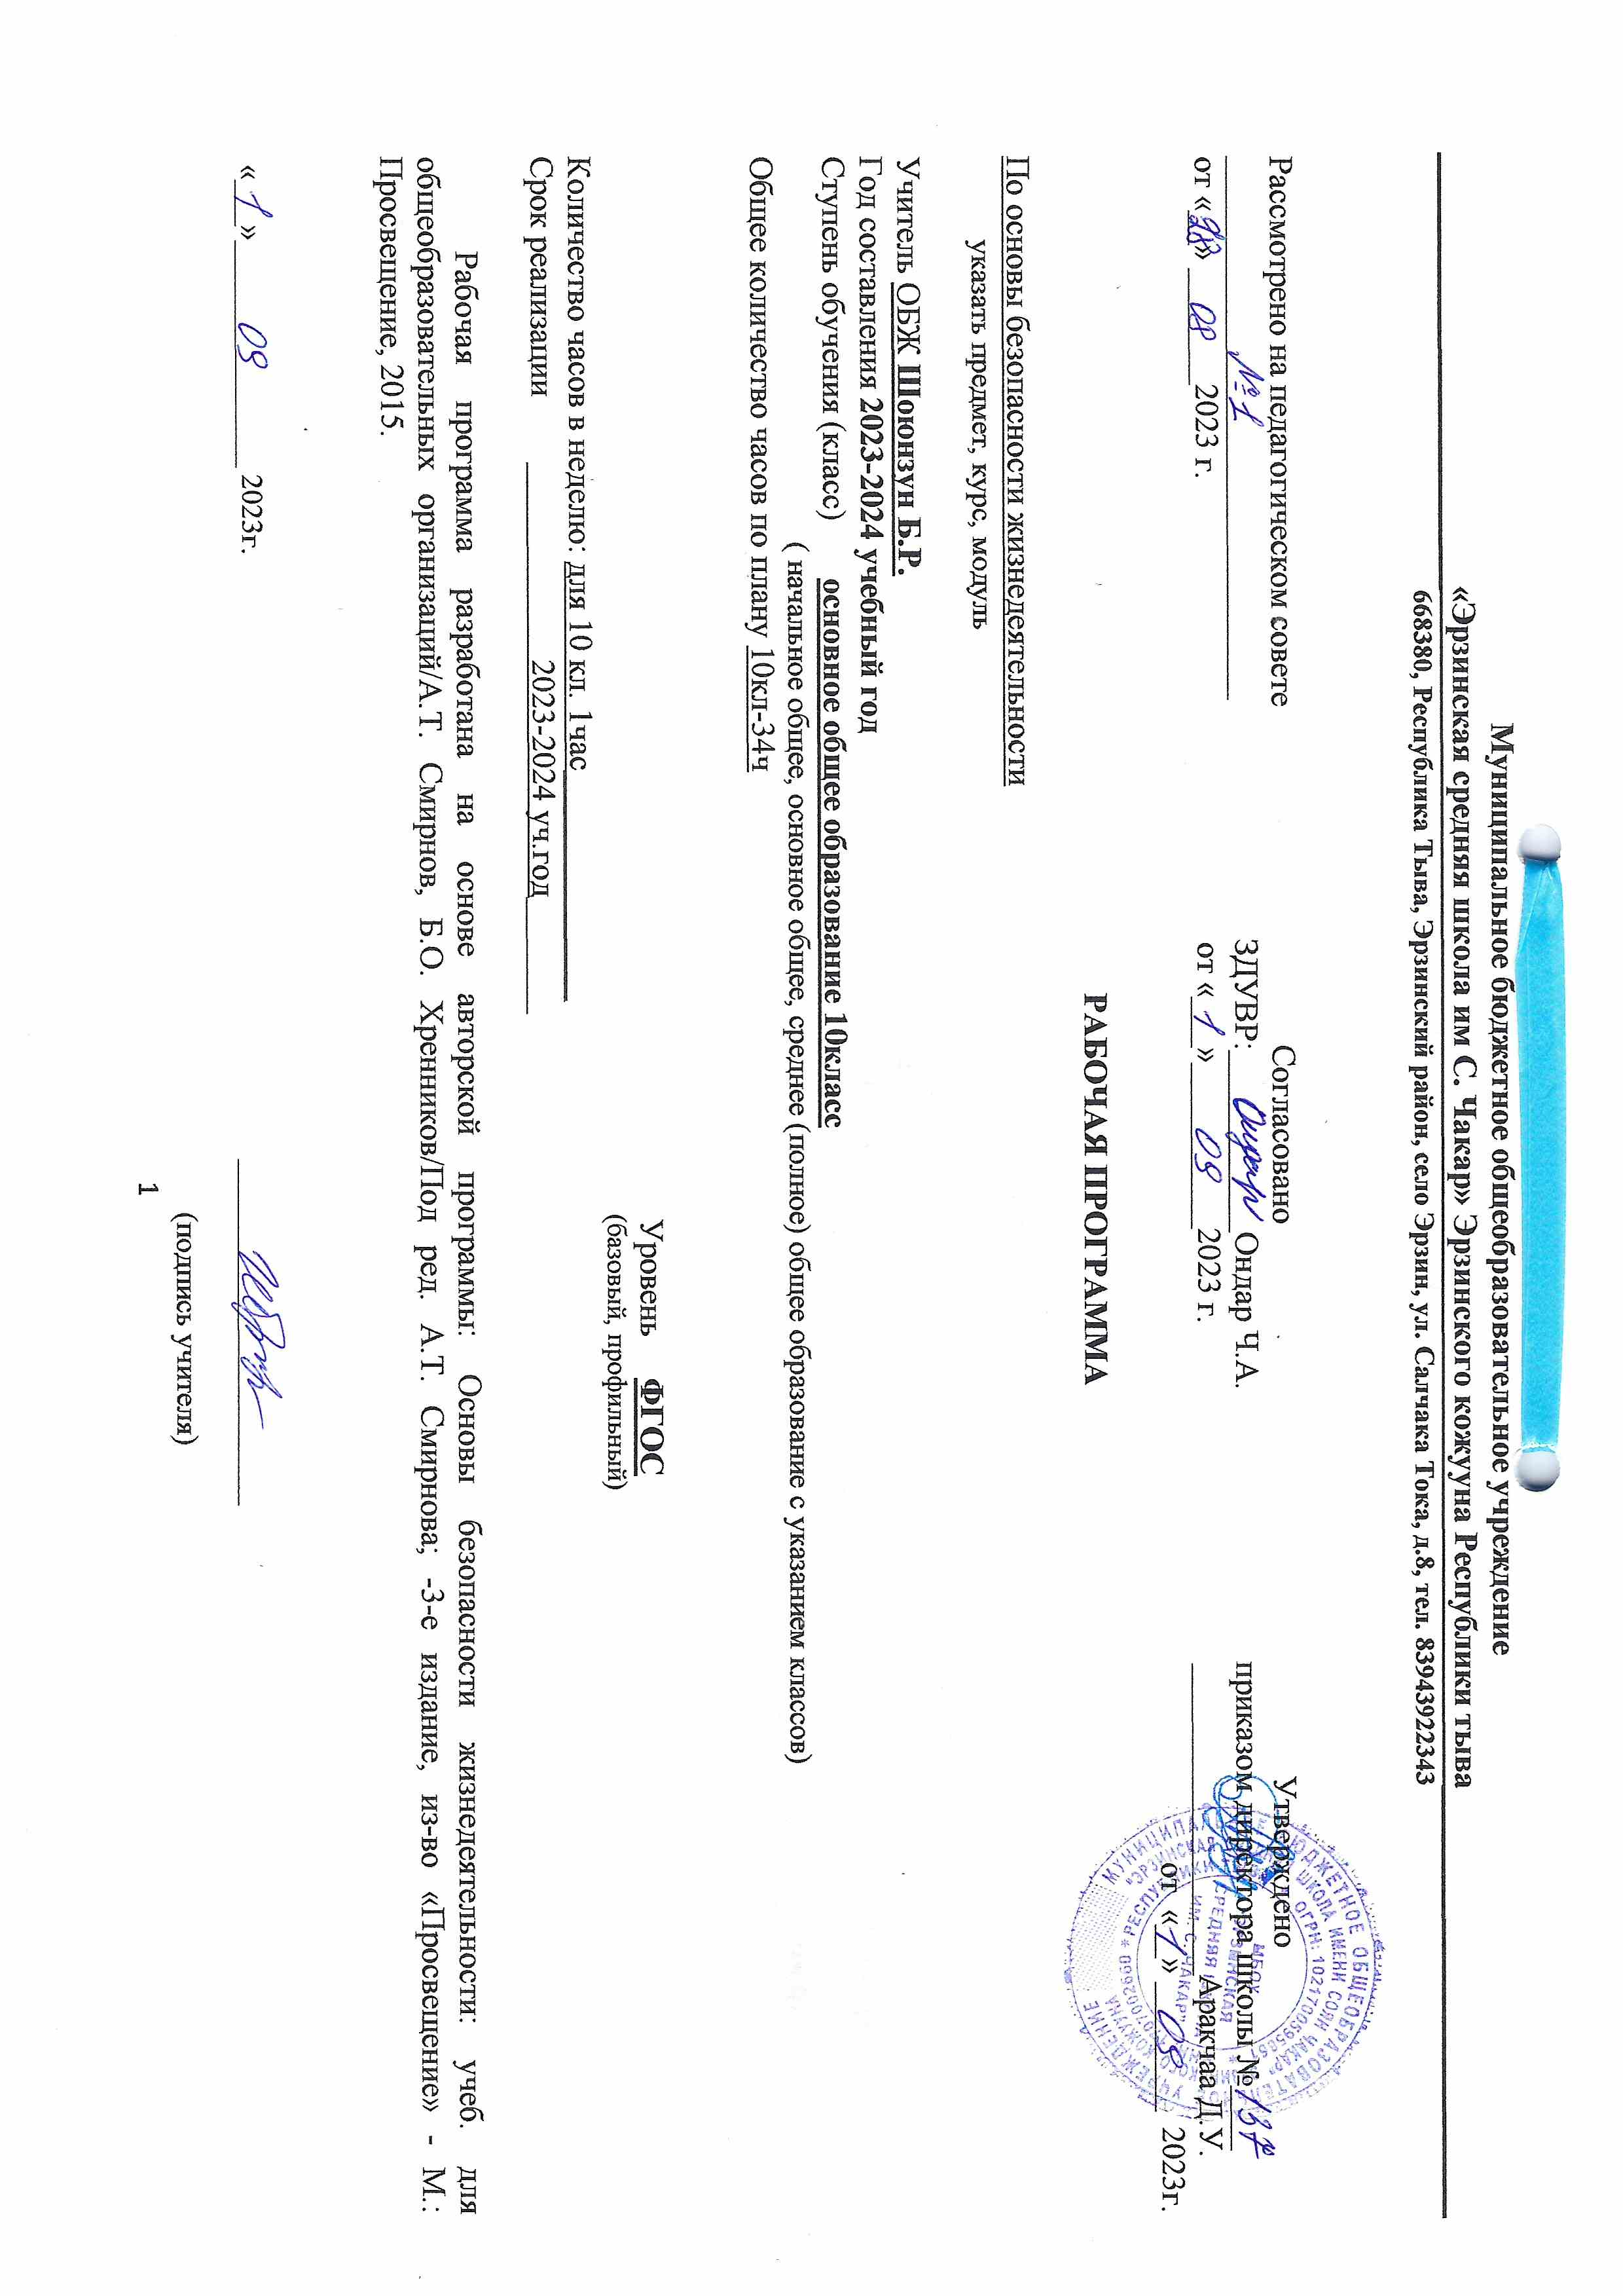 Муниципальное бюджетное общеобразовательное учреждение
«Эрзинская средняя школа им С. Чакар» Эрзинского кожууна Республики тыва
668380, Республика Тыва, Эрзинский район, село Эрзин, ул. Салчака Тока, д.8, тел. 8394392234З
Рассмотрено на педагогическом совете
№ 1
от «28» 08 2023 г.
Согласовано
ЗДУВР: Ондар Ч.А.
от « 1 » 08 2023 г.
Утверждено
приказом директора школы № 137
Аракчаа Д.У.
от «1» 08 2023г.
РАБОЧАЯ ПРОГРАММА
По основы безопасности жизнедеятельности
указать предмет, курс, модуль
Учитель ОБЖ Шоюнзун Б.Р.
Год составления 2023-2024 учебный год
Ступень обучения (класс) основное общее образование 10класс
( начальное общее, основное общее, среднее (полное) общее образование с указанием классов)
Общее количество часов по плану 10кл-34ч
Уровень ФГОС
(базовый, профильный)
Количество часов в неделю: для 10 кл. 1час
Срок реализации 2023-2024 уч.год
Рабочая программа разработана на основе авторской программы: Основы безопасности жизнедеятельности: учеб. для
общеобразовательных организаций/А.Т. Смирнов, Б.О. Хренников/Под ред. А.Т. Смирнова; -3-е издание, из-во «Просвещение» - М.:
Просвещение, 2015.
« 1 » 08 2023г.
(подпись учителя)
1